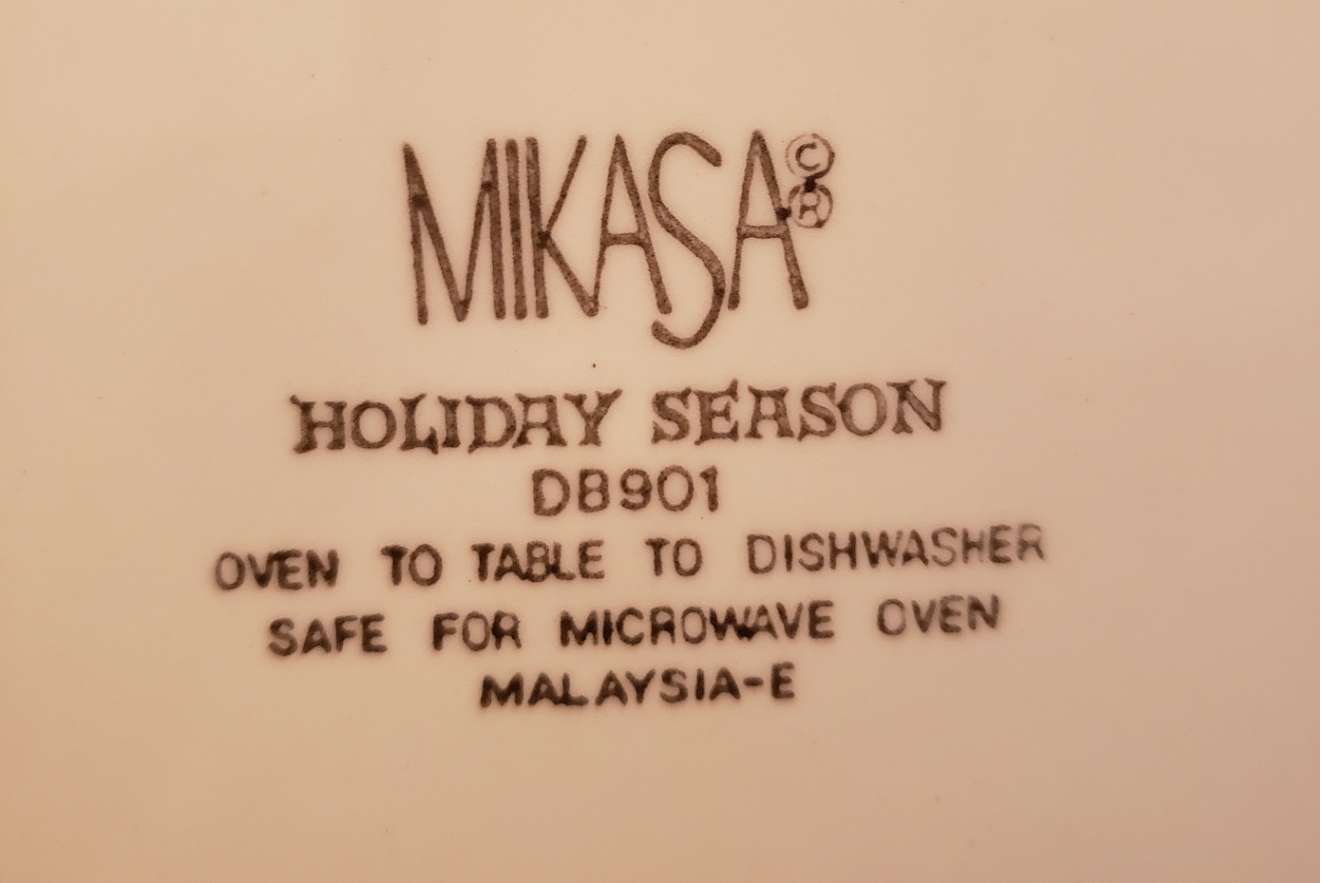 MIKASA © ®
HOLIDAY SEASON
DB901
OVEN TO TABLE TO DISHWASHER
SAFE FOR MICROWAVE OVEN
MALAYSIA-E